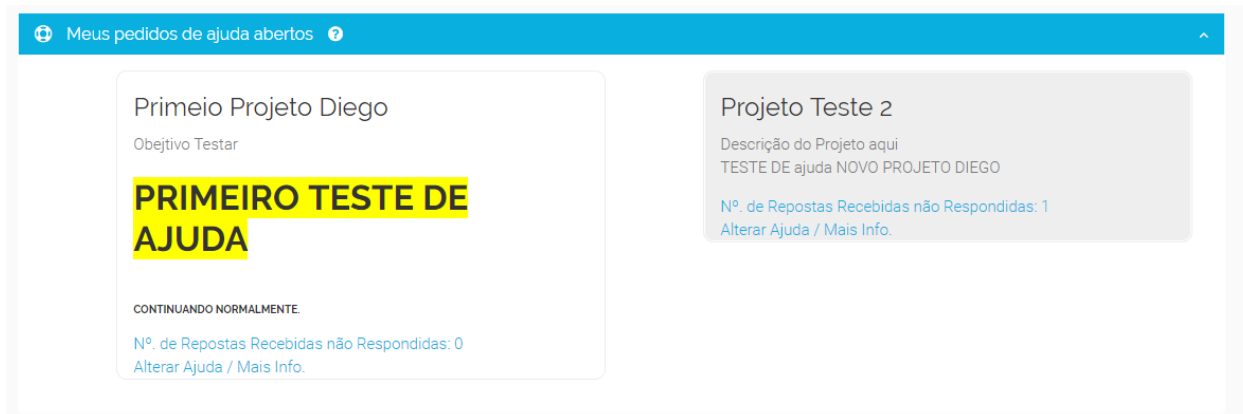 Meus pedidos de ajuda abertos ?
Primeio Projeto Diego
Obejtivo Testar
PRIMEIRO TESTE DE
AJUDA
CONTINUANDO NORMALMENTE.
Nº. de Repostas Recebidas não Respondidas: 0
Alterar Ajuda / Mais Info.
Projeto Teste 2
Descrição do Projeto aqui
TESTE DE ajuda NOVO PROJETO DIEGO
Nº. de Repostas Recebidas não Respondidas: 1
Alterar Ajuda / Mais Info.